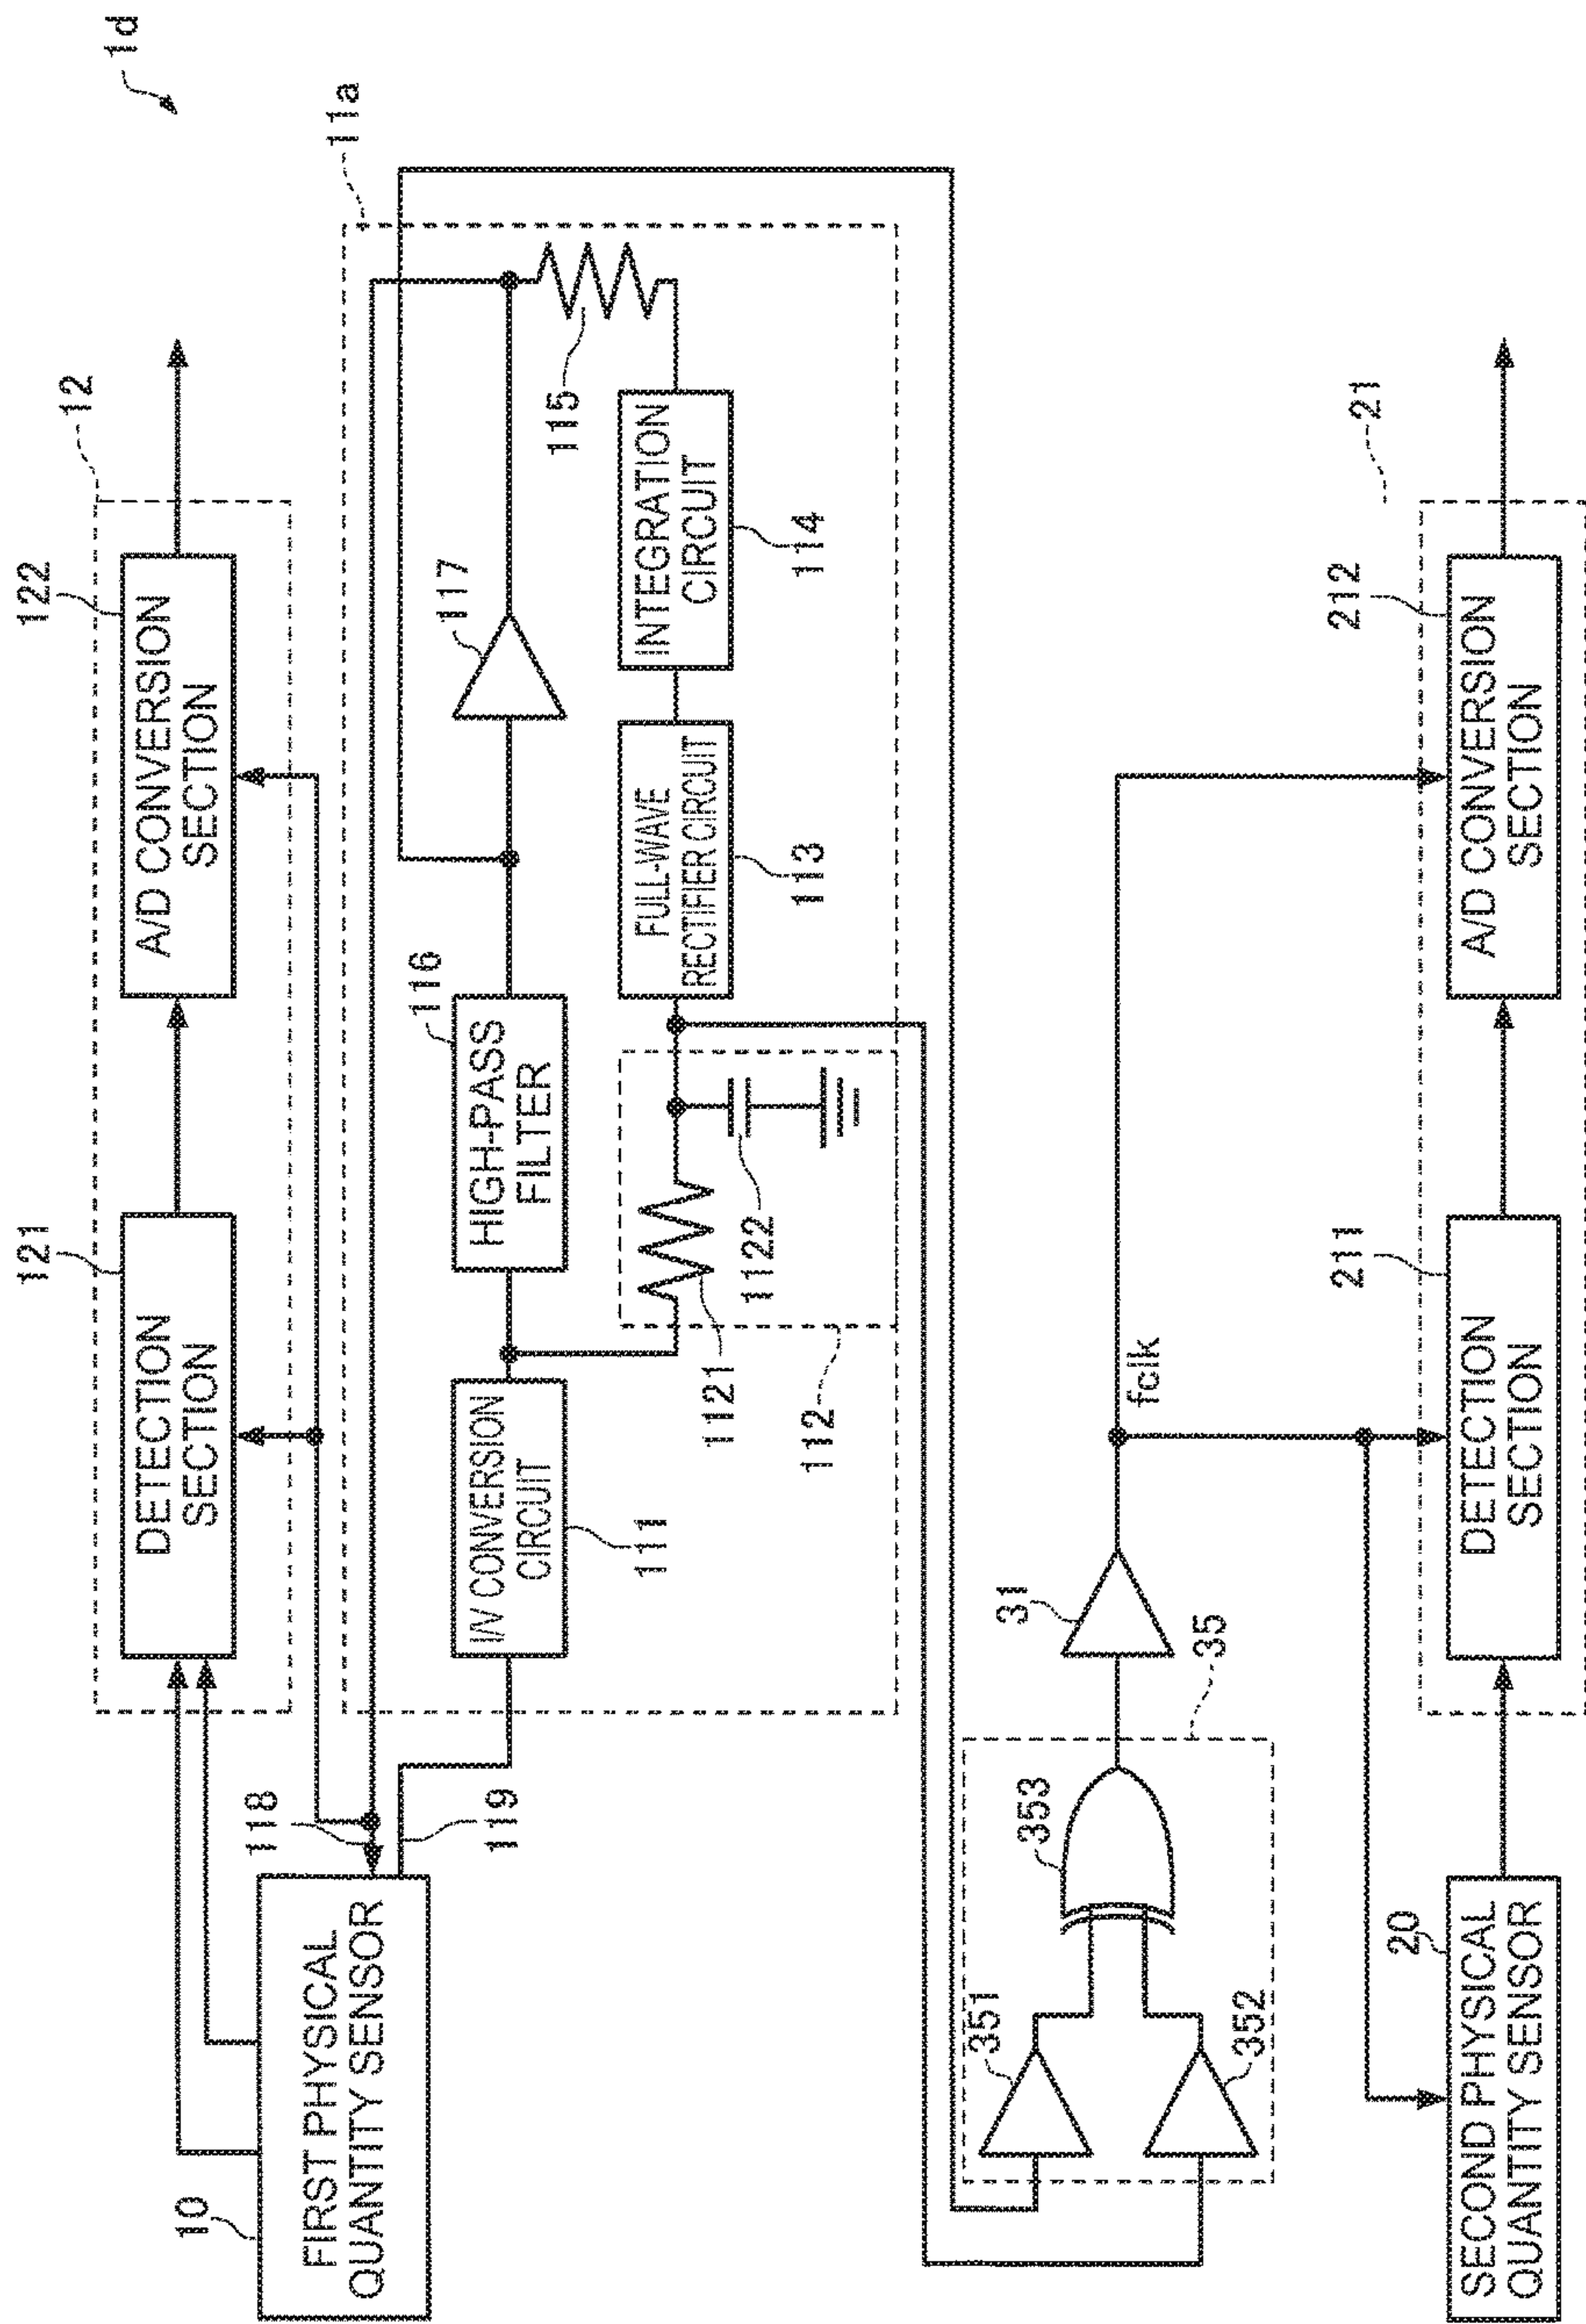 1d
10
FIRST PHYSICAL
QUANTITY SENSOR
118
119
12
121
DETECTION
SECTION
122
A/D CONVERSION
SECTION
11a
I/V CONVERSION
CIRCUIT
111
HIGH-PASS
FILTER
116
117
115
1121
1122
112
FULL-WAVE
RECTIFIER CIRCUIT
113
INTEGRATION
CIRCUIT
114
351
352
353
35
31
fclk
20
SECOND PHYSICAL
QUANTITY SENSOR
21
211
DETECTION
SECTION
212
A/D CONVERSION
SECTION